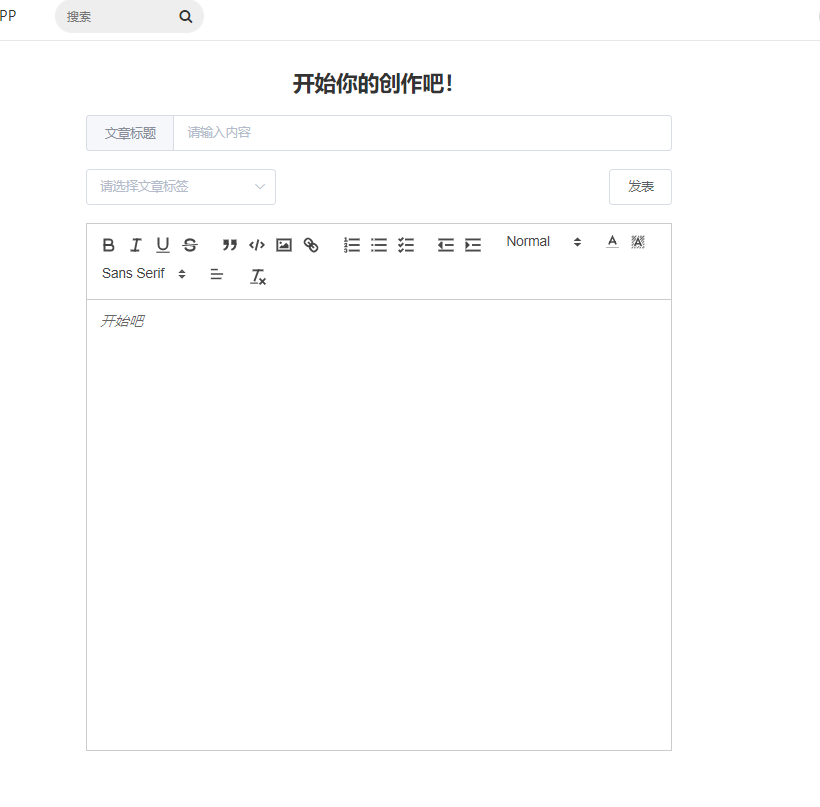 PP
搜索
开始你的创作吧！
文章标题 请输入内容
请选择文章标签 发表
Normal
Sans Serif
开始吧